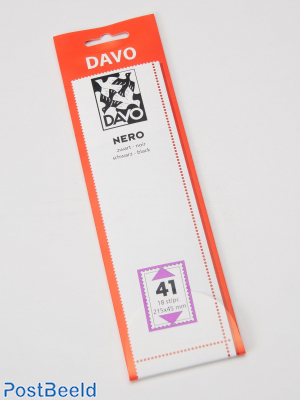 DAVO
DAVO
NERO
zwart - noir
schwarz - black
41
18 strips
215x45 mm
PostBeeld